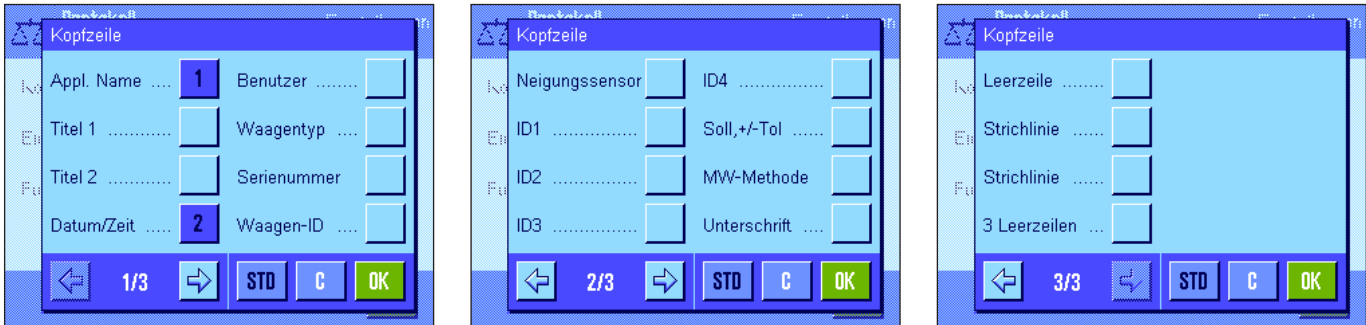 Kopfzeile
Appl. Name .... 1 Benutzer ........
Titel 1 ............ Waagentyp ....
Titel 2 ............ Serienummer
Datum/Zeit ..... 2 Waagen-ID ....
1/3 STD C OK
Kopfzeile
Neigungssensor ID4 ................
ID1 ................ Soll,+/-Tol ......
ID2 ................ MW-Methode
ID3 ................ Unterschrift ....
2/3 STD C OK
Kopfzeile
Leerzeile ........
Strichlinie ......
Strichlinie ......
3 Leerzeilen ....
3/3 STD C OK